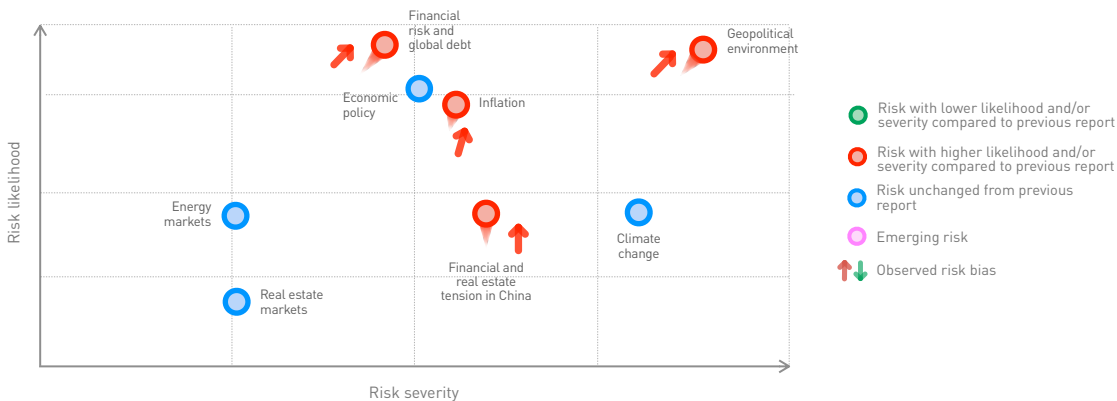 Financial
risk and
global debt
Geopolitical
environment
Economic
policy
Inflation
Energy
markets
Climate
change
Financial and
real estate
tension in China
Real estate
markets
Risk likelihood
Risk severity
Risk with lower likelihood and/or
severity compared to previous report
Risk with higher likelihood and/or
severity compared to previous report
Risk unchanged from previous
report
Emerging risk
Observed risk bias